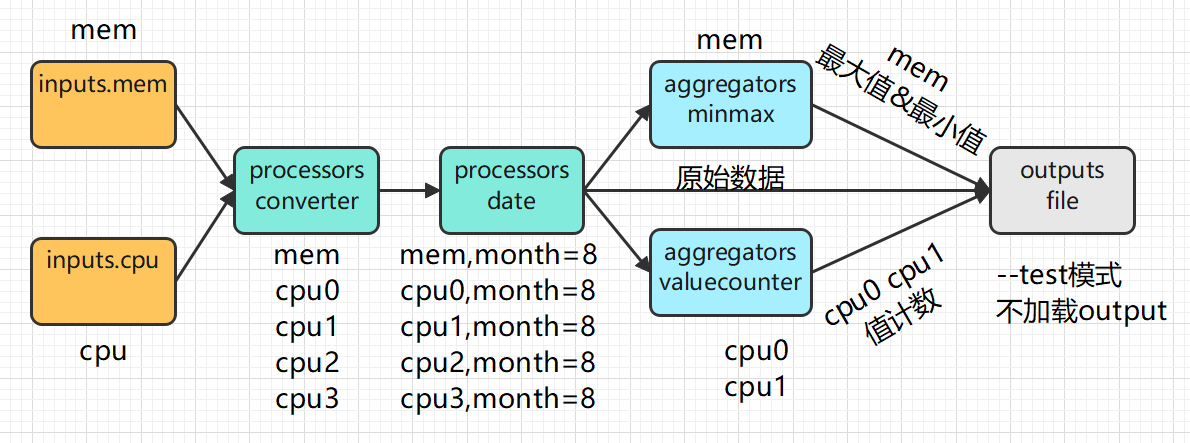 mem
inputs.mem
inputs.cpu
cpu
processors
converter
mem
cpu0
cpu1
cpu2
cpu3
processors
date
mem,month=8
cpu0,month=8
cpu1,month=8
cpu2,month=8
cpu3,month=8
mem
aggregators
minmax
mem
最大值&最小值
原始数据
aggregators
valuecounter
cpu0 cpu1
值计数
cpu0
cpu1
outputs
file
--test模式
不加载output